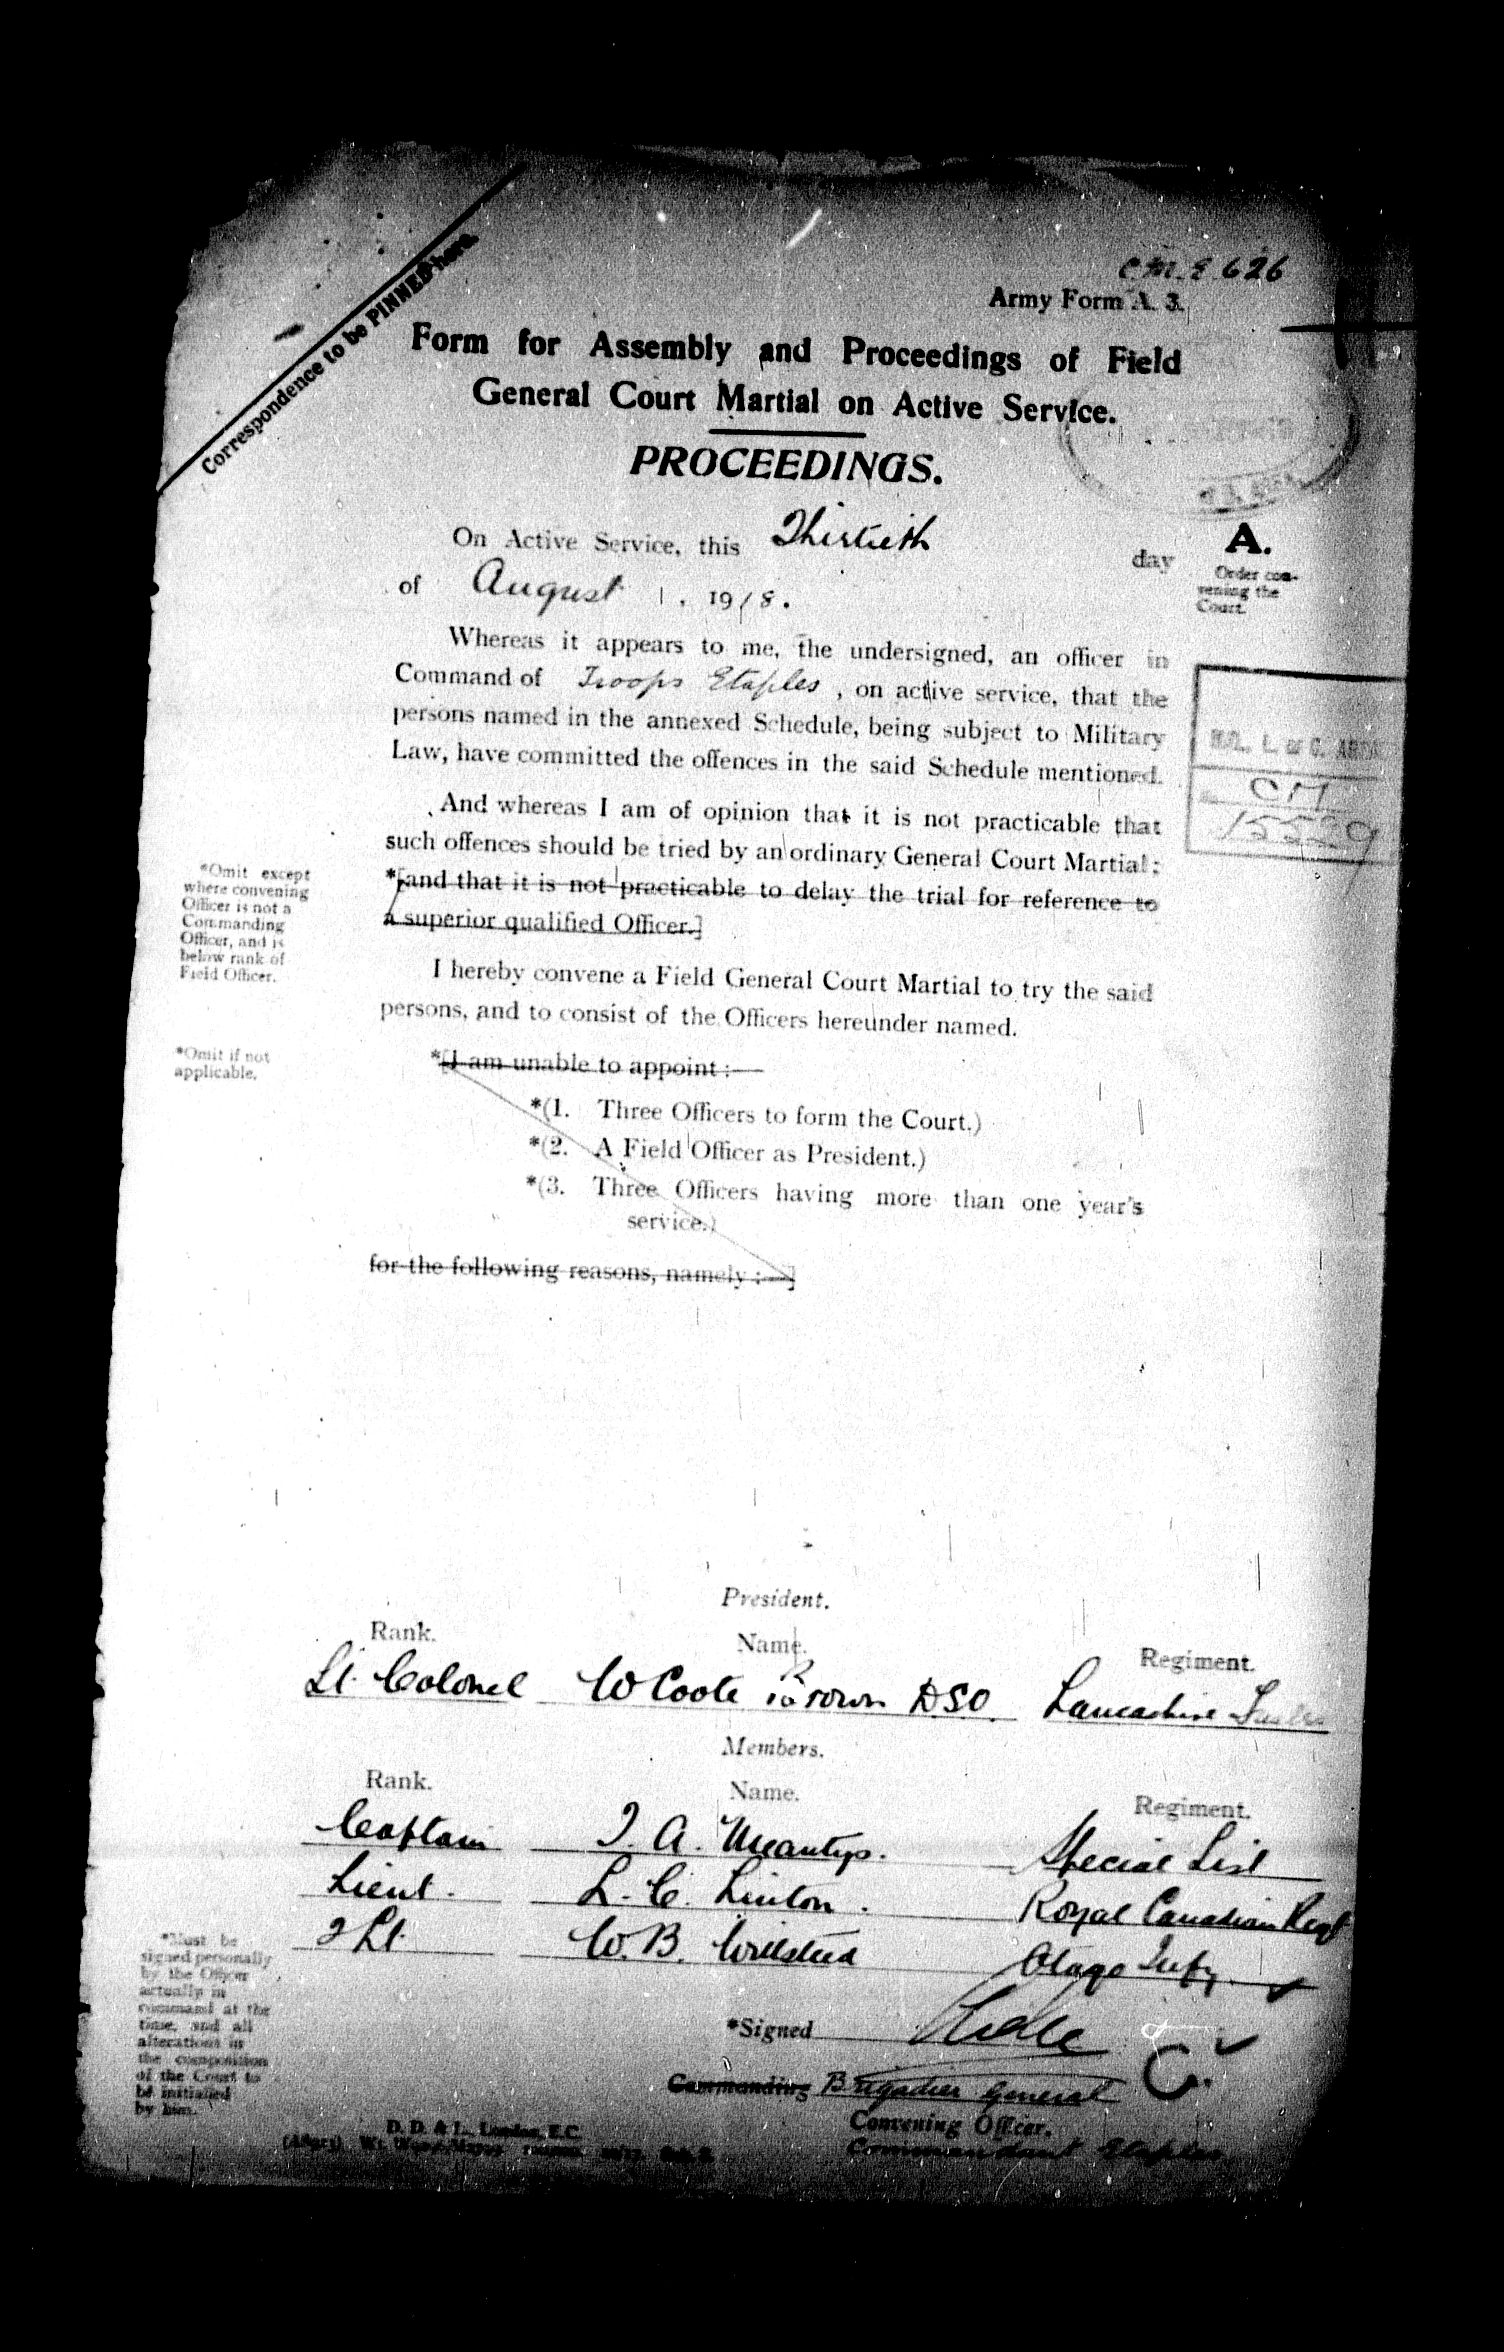 Correspondence to be PINNED here.
626
Army Form A. 3.
Form for Assembly and Proceedings of Field
General Court Martial on Active Service.
PROCEEDINGS.
On Active Service, this Thirtieth day
of August, 1918.
A.
Order con-
vening the
Court.
Whereas it appears to me, the undersigned, an officer in
Command of Troops Etaples, on active service, that the
persons named in the annexed Schedule, being subject to Military
Law, have committed the offences in the said Schedule mentioned.
CM
15529
And whereas I am of opinion that it is not practicable that
such offences should be tried by an ordinary General Court Martial:
*[and that it is not practicable to delay the trial for reference to
a superior qualified Officer.]
*Omit except
where convening
Officer is not a
Commanding
Officer, and is
below rank of
Field Officer.
I hereby convene a Field General Court Martial to try the said
persons, and to consist of the Officers hereunder named.
*Omit if not
applicable.
*[I am unable to appoint:—
*(1. Three Officers to form the Court.)
*(2. A Field Officer as President.)
*(3. Three Officers having more than one year's
service.)
for the following reasons, namely:—]
President.
Rank. Name. Regiment.
Lt. Colonel W Coote Brown DSO. Lancashire
Members.
Rank. Name. Regiment.
Captain A. Special List
Lieut. L. C. Linton. Royal Canadian Regt
2 Lt. W. B. Otago Infy
*Must be
signed personally
by the Officer
actually in
command at the
time, and all
alterations in
the composition
of the Court to
be initialled
by him.
*Signed
Commanding Brigadier General
Convening Officer.
Commandant Etaples.
D. D. & L., London, E.C.